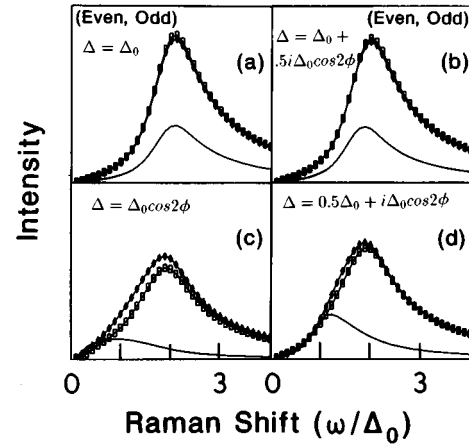 (Even, Odd)
Δ = Δ₀
(a)
(Even, Odd)
Δ = Δ₀ +
.5iΔ₀cos2ϕ
(b)
Δ = Δ₀cos2ϕ
(c)
Δ = 0.5Δ₀ + iΔ₀cos2ϕ
(d)
Intensity
0 3 0 3
Raman Shift (ω/Δ₀)